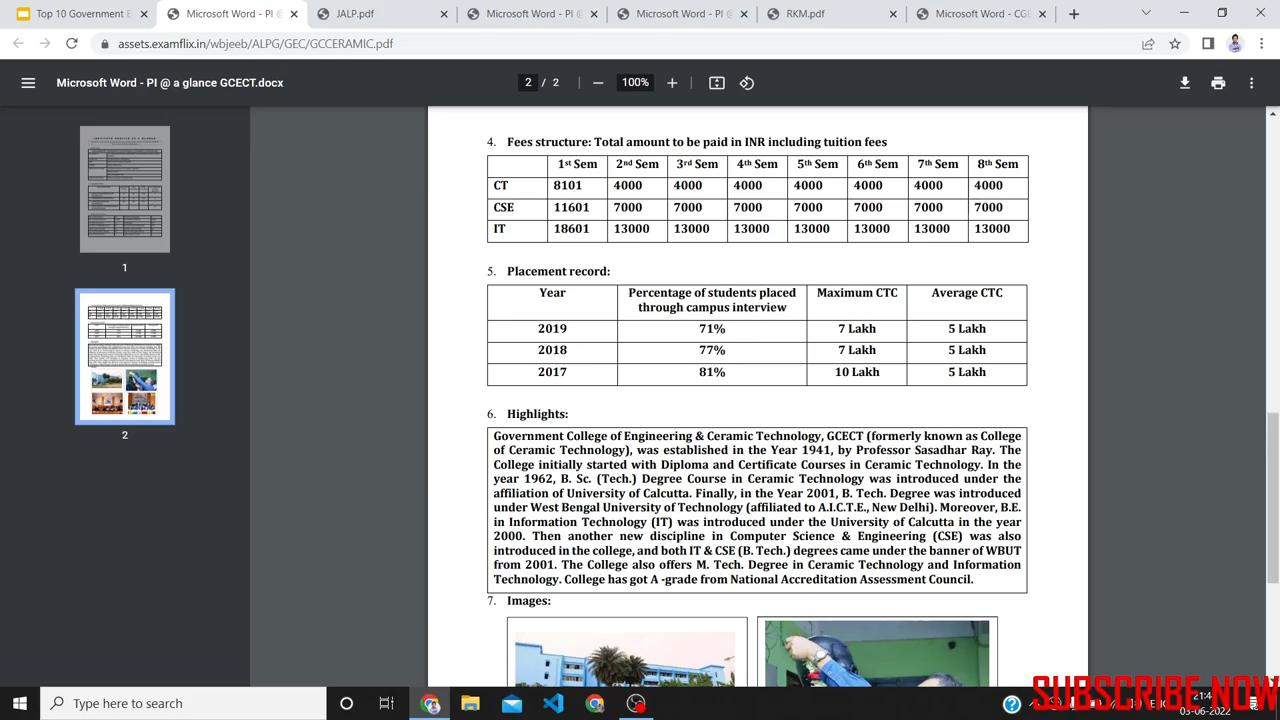 Top 10 Government E
Microsoft Word - PI @
JALP.pdf
Microsoft Word - PI @
Microsoft Word - PI @
RKM.pdf
Microsoft Word - CGE
assets.examflix.in/wbjeeb/ALPG/GEC/GCCERAMIC.pdf
Microsoft Word - PI @ a glance GCECT.docx
2 / 2
100%
4. Fees structure: Total amount to be paid in INR including tuition fees
1st Sem 2nd Sem 3rd Sem 4th Sem 5th Sem 6th Sem 7th Sem 8th Sem
CT 8101 4000 4000 4000 4000 4000 4000 4000
CSE 11601 7000 7000 7000 7000 7000 7000 7000
IT 18601 13000 13000 13000 13000 13000 13000 13000
5. Placement record:
Year Percentage of students placed Maximum CTC Average CTC
through campus interview
2019 71% 7 Lakh 5 Lakh
2018 77% 7 Lakh 5 Lakh
2017 81% 10 Lakh 5 Lakh
6. Highlights:
Government College of Engineering & Ceramic Technology, GCECT (formerly known as College
of Ceramic Technology), was established in the Year 1941, by Professor Sasadhar Ray. The
College initially started with Diploma and Certificate Courses in Ceramic Technology. In the
year 1962, B. Sc. (Tech.) Degree Course in Ceramic Technology was introduced under the
affiliation of University of Calcutta. Finally, in the Year 2001, B. Tech. Degree was introduced
under West Bengal University of Technology (affiliated to A.I.C.T.E., New Delhi). Moreover, B.E.
in Information Technology (IT) was introduced under the University of Calcutta in the year
2000. Then another new discipline in Computer Science & Engineering (CSE) was also
introduced in the college, and both IT & CSE (B. Tech.) degrees came under the banner of WBUT
from 2001. The College also offers M. Tech. Degree in Ceramic Technology and Information
Technology. College has got A -grade from National Accreditation Assessment Council.
7. Images:
1
2
Type here to search
SUBSCRIBE NOW
21:4
03-06-2022